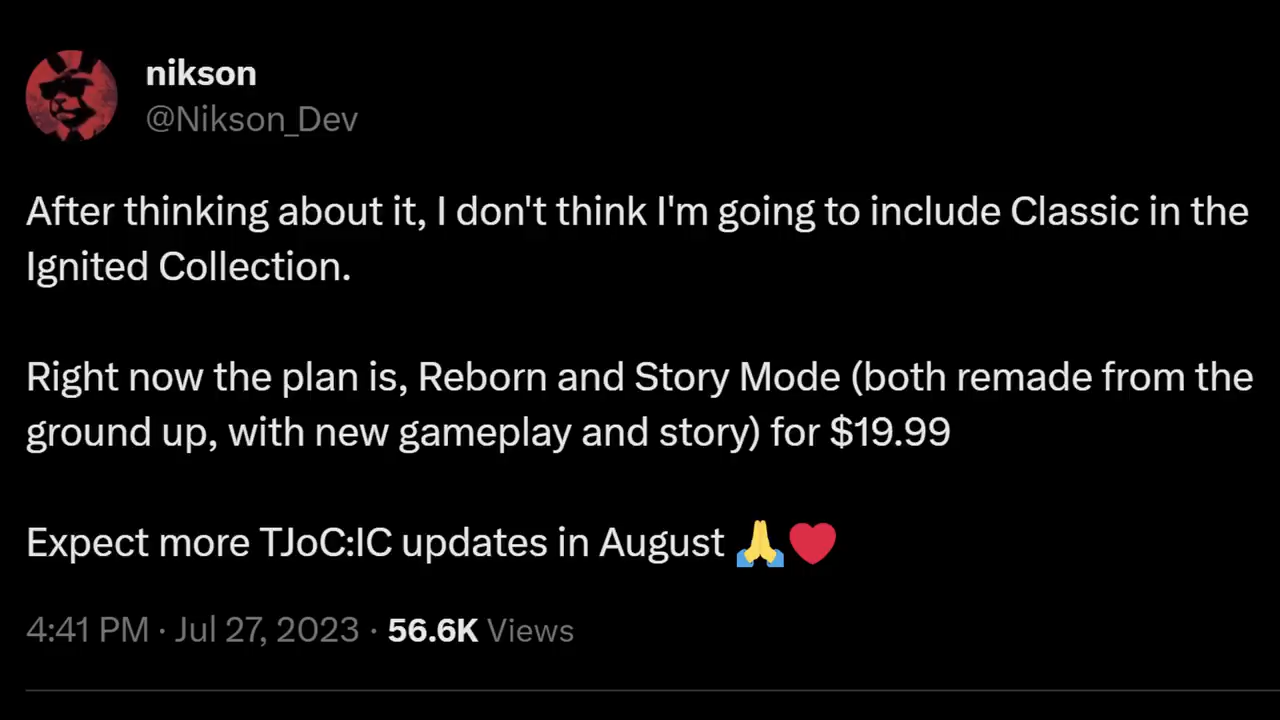 nikson
@Nikson_Dev
After thinking about it, I don't think I'm going to include Classic in the
Ignited Collection.
Right now the plan is, Reborn and Story Mode (both remade from the
ground up, with new gameplay and story) for $19.99
Expect more TJoC:IC updates in August 🙏❤️
4:41 PM · Jul 27, 2023 · 56.6K Views